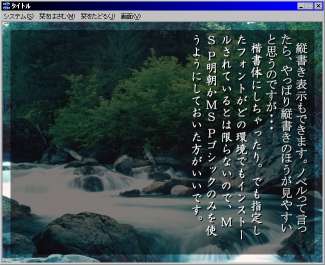 タイトル
システム(S) 栞をはさむ(M) 栞をたどる(J) 画面(V)
縦書き表示もできます。ノベルって言っ
たら、やっぱり縦書きのほうが見やすい
と思うのですが・・・
楷書体にしちゃったり。でも指定し
たフォントがどの環境でもインストー
ルされているとは限らないので、M
SP明朝かMSPゴシックのみを使
うようにしておいた方がいいです。